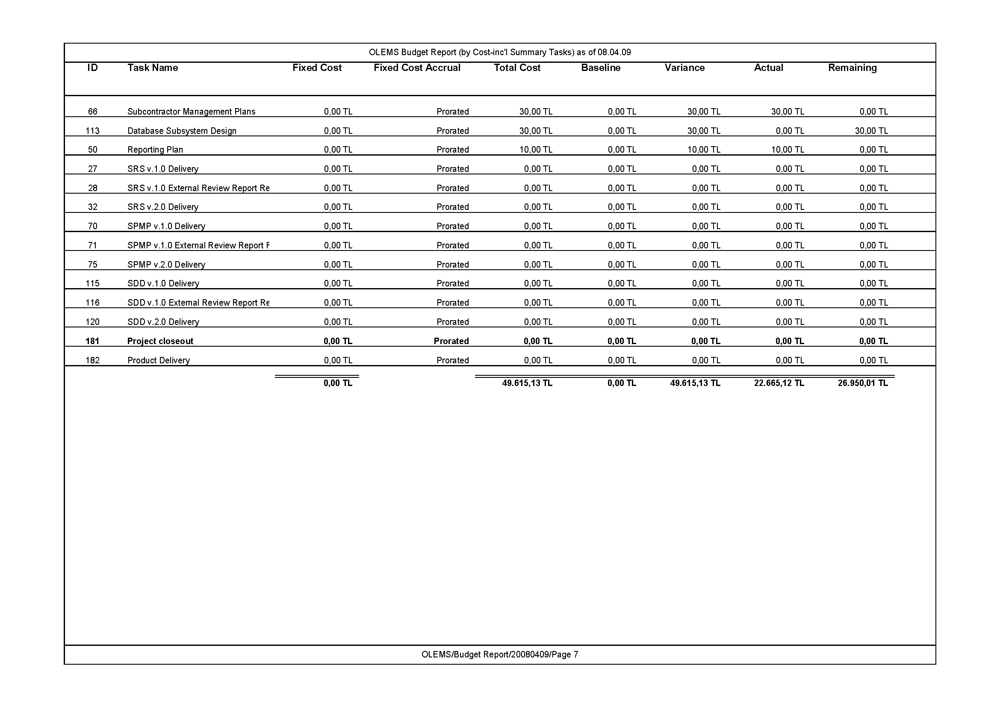 OLEMS Budget Report (by Cost-inc'l Summary Tasks) as of 08.04.09
ID Task Name Fixed Cost Fixed Cost Accrual Total Cost Baseline Variance Actual Remaining
66 Subcontractor Management Plans 0,00 TL Prorated 30,00 TL 0,00 TL 30,00 TL 30,00 TL 0,00 TL
113 Database Subsystem Design 0,00 TL Prorated 30,00 TL 0,00 TL 30,00 TL 0,00 TL 30,00 TL
50 Reporting Plan 0,00 TL Prorated 10,00 TL 0,00 TL 10,00 TL 10,00 TL 0,00 TL
27 SRS v.1.0 Delivery 0,00 TL Prorated 0,00 TL 0,00 TL 0,00 TL 0,00 TL 0,00 TL
28 SRS v.1.0 External Review Report Re 0,00 TL Prorated 0,00 TL 0,00 TL 0,00 TL 0,00 TL 0,00 TL
32 SRS v.2.0 Delivery 0,00 TL Prorated 0,00 TL 0,00 TL 0,00 TL 0,00 TL 0,00 TL
70 SPMP v.1.0 Delivery 0,00 TL Prorated 0,00 TL 0,00 TL 0,00 TL 0,00 TL 0,00 TL
71 SPMP v.1.0 External Review Report F 0,00 TL Prorated 0,00 TL 0,00 TL 0,00 TL 0,00 TL 0,00 TL
75 SPMP v.2.0 Delivery 0,00 TL Prorated 0,00 TL 0,00 TL 0,00 TL 0,00 TL 0,00 TL
115 SDD v.1.0 Delivery 0,00 TL Prorated 0,00 TL 0,00 TL 0,00 TL 0,00 TL 0,00 TL
116 SDD v.1.0 External Review Report Re 0,00 TL Prorated 0,00 TL 0,00 TL 0,00 TL 0,00 TL 0,00 TL
120 SDD v.2.0 Delivery 0,00 TL Prorated 0,00 TL 0,00 TL 0,00 TL 0,00 TL 0,00 TL
181 Project closeout 0,00 TL Prorated 0,00 TL 0,00 TL 0,00 TL 0,00 TL 0,00 TL
182 Product Delivery 0,00 TL Prorated 0,00 TL 0,00 TL 0,00 TL 0,00 TL 0,00 TL
0,00 TL 49.615,13 TL 0,00 TL 49.615,13 TL 22.665,12 TL 26.950,01 TL
OLEMS/Budget Report/20080409/Page 7